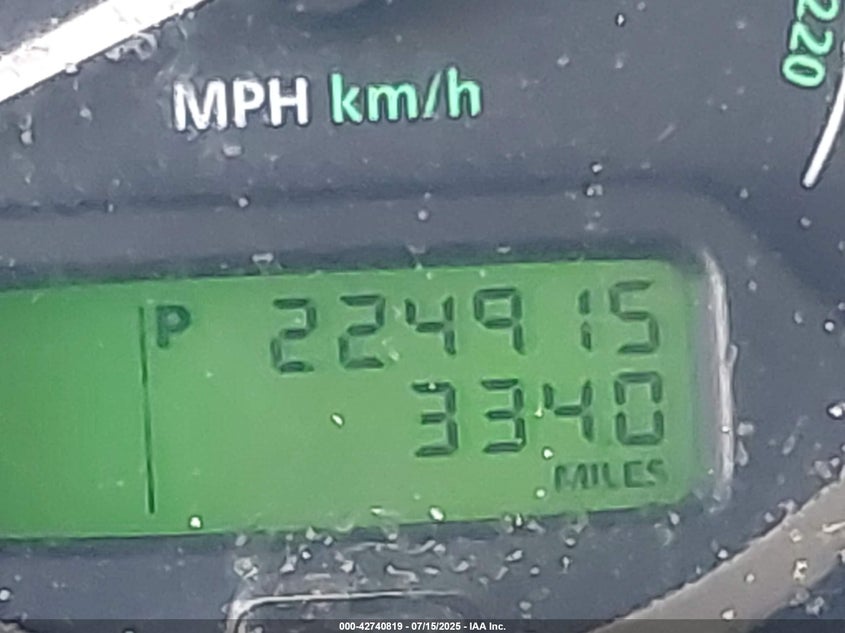 220
MPH km/h
P 224915
3340
MILES
000-42740819 - 07/15/2025 - IAA Inc.